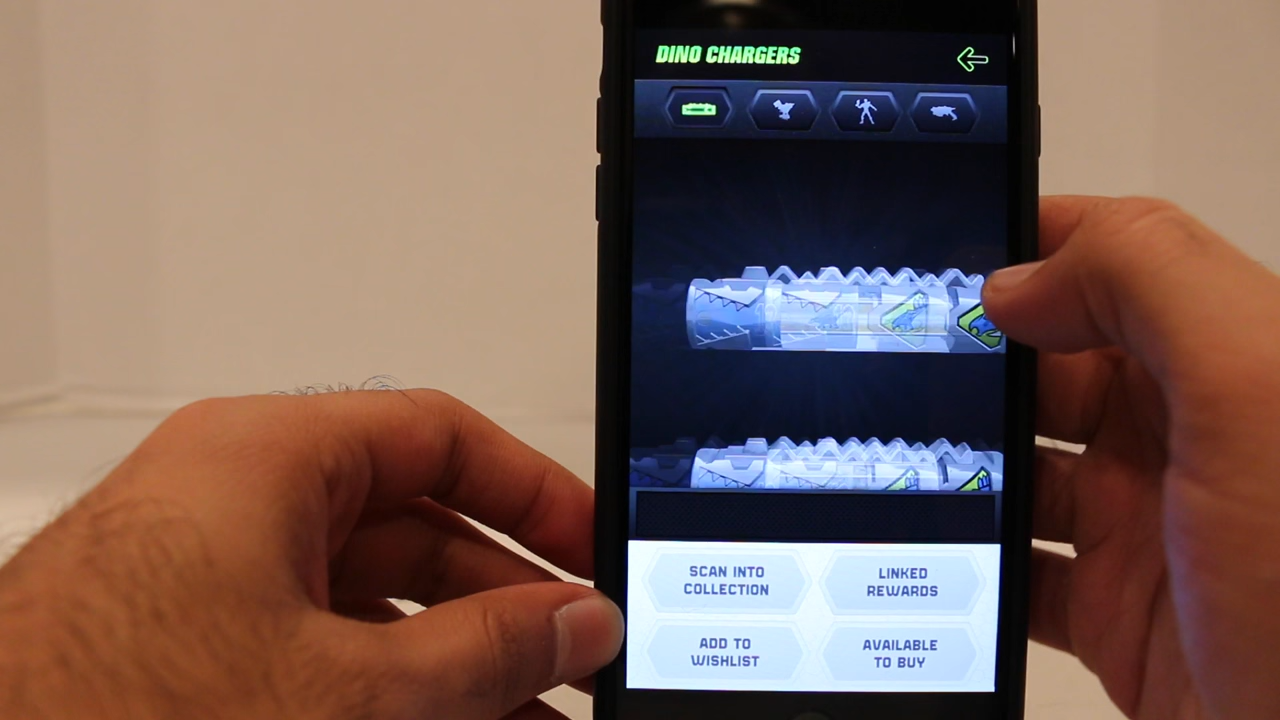 DINO CHARGERS
SCAN INTO
COLLECTION
LINKED
REWARDS
ADD TO
WISHLIST
AVAILABLE
TO BUY